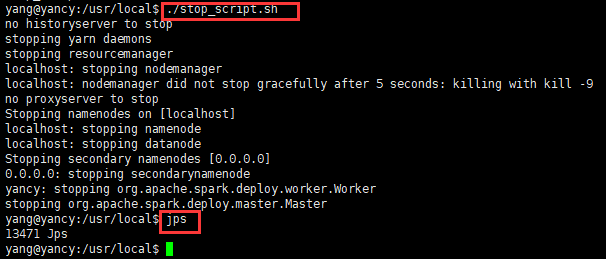 yang@yancy:/usr/local$ ./stop_script.sh
no historyserver to stop
stopping yarn daemons
stopping resourcemanager
localhost: stopping nodemanager
localhost: nodemanager did not stop gracefully after 5 seconds: killing with kill -9
no proxyserver to stop
Stopping namenodes on [localhost]
localhost: stopping namenode
localhost: stopping datanode
Stopping secondary namenodes [0.0.0.0]
0.0.0.0: stopping secondarynamenode
yancy: stopping org.apache.spark.deploy.worker.Worker
stopping org.apache.spark.deploy.master.Master
yang@yancy:/usr/local$ jps
13471 Jps
yang@yancy:/usr/local$